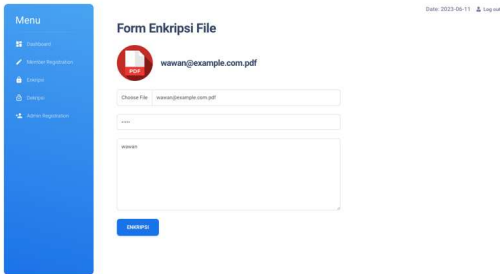 Date: 2023-06-11 Log out
Menu
Dashboard
Member Registration
Enkripsi
Dekripsi
Admin Registration
Form Enkripsi File
PDF
wawan@example.com.pdf
Choose File wawan@example.com.pdf
wawan
ENKRIPSI